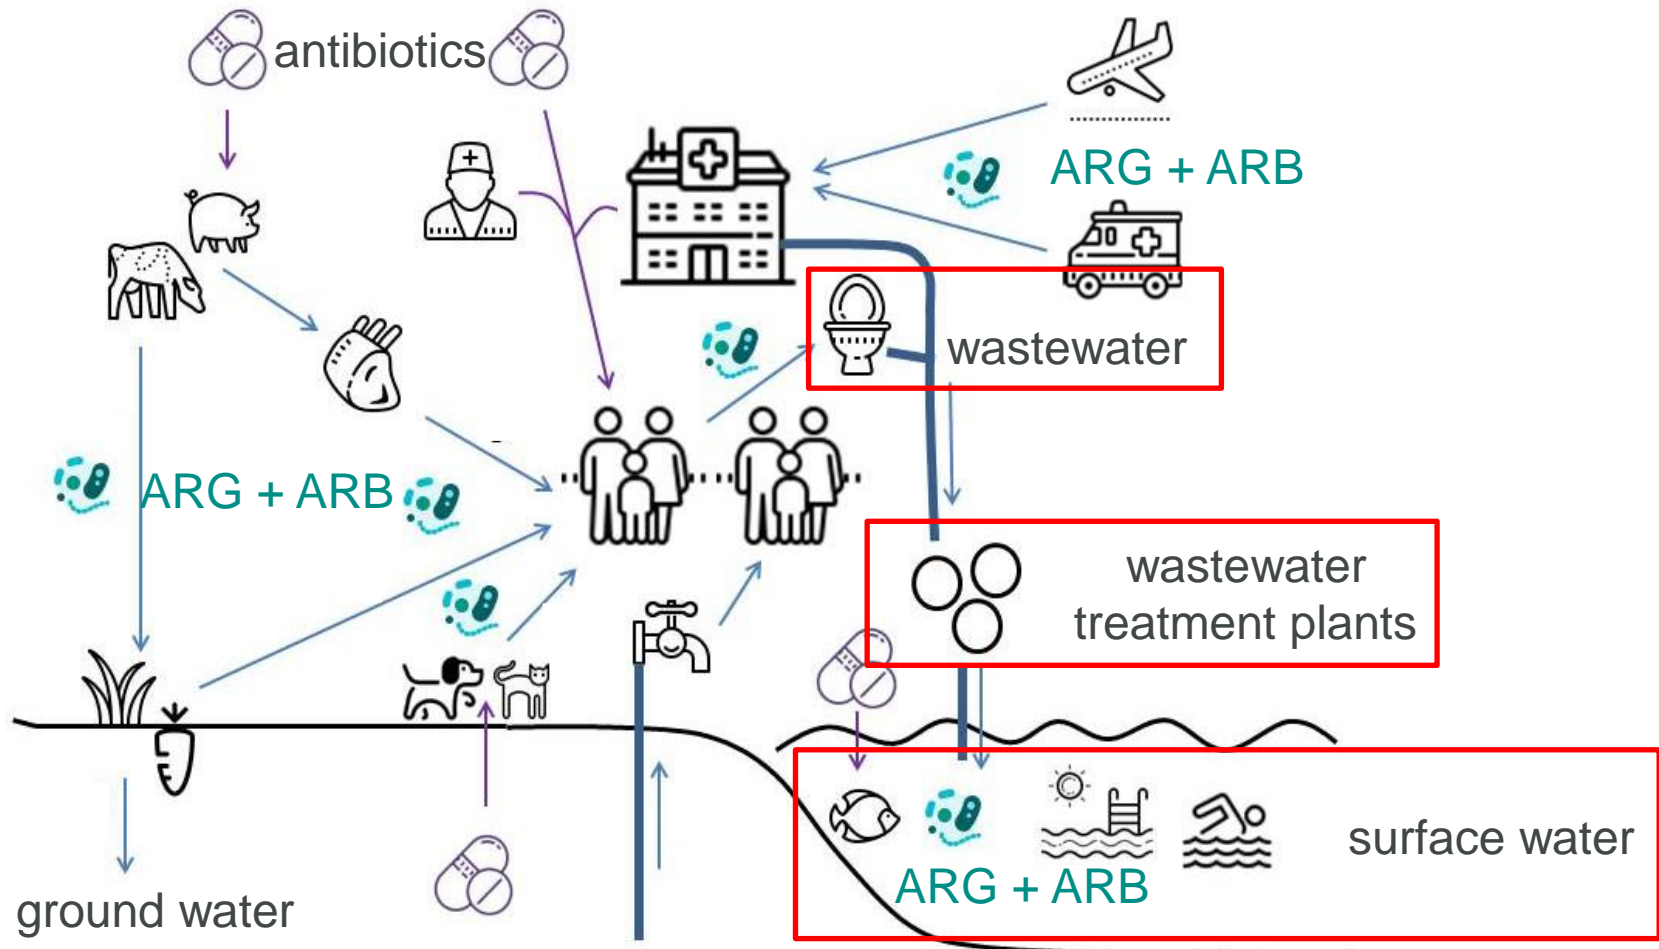 antibiotics
ARG + ARB
wastewater
ARG + ARB
wastewater
treatment plants
surface water
ARG + ARB
ground water